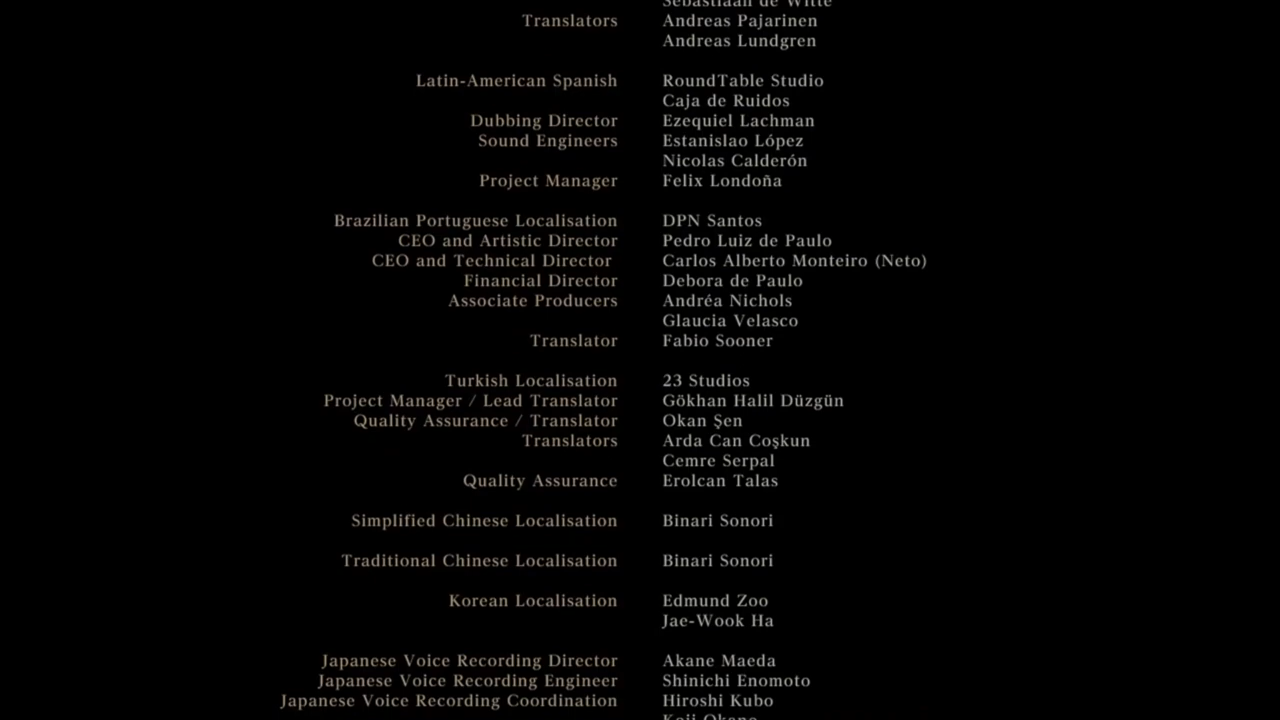 Sebastiaan de Witte
Translators Andreas Pajarinen
Andreas Lundgren
Latin-American Spanish RoundTable Studio
Caja de Ruidos
Dubbing Director Ezequiel Lachman
Sound Engineers Estanislao López
Nicolas Calderón
Project Manager Felix Londoña
Brazilian Portuguese Localisation DPN Santos
CEO and Artistic Director Pedro Luiz de Paulo
CEO and Technical Director Carlos Alberto Monteiro (Neto)
Financial Director Debora de Paulo
Associate Producers Andréa Nichols
Glaucia Velasco
Translator Fabio Sooner
Turkish Localisation 23 Studios
Project Manager / Lead Translator Gökhan Halil Düzgün
Quality Assurance / Translator Okan Şen
Translators Arda Can Coşkun
Cemre Serpal
Quality Assurance Erolcan Talas
Simplified Chinese Localisation Binari Sonori
Traditional Chinese Localisation Binari Sonori
Korean Localisation Edmund Zoo
Jae-Wook Ha
Japanese Voice Recording Director Akane Maeda
Japanese Voice Recording Engineer Shinichi Enomoto
Japanese Voice Recording Coordination Hiroshi Kubo
Koji Okano